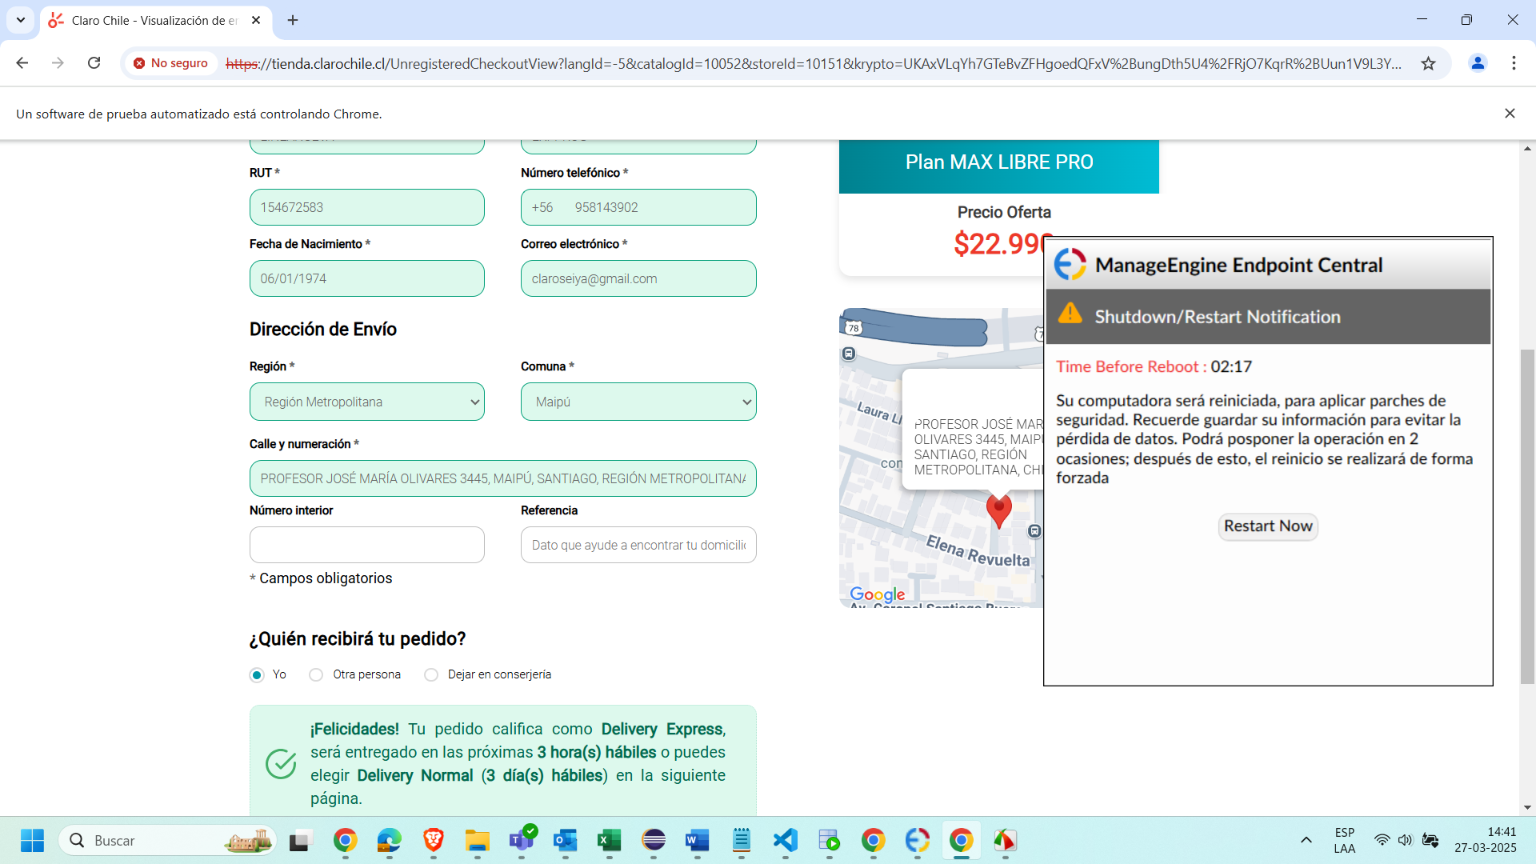 Claro Chile - Visualización de e
No seguro
https://tienda.clarochile.cl/UnregisteredCheckoutView?langId=-5&catalogId=10052&storeId=10151&krypto=UKAxVLqYh7GTeBvZFHgoedQFxV%2BungDth5U4%2FRjO7KqrR%2BUun1V9L3Y...
Un software de prueba automatizado está controlando Chrome.
RUT *
Número telefónico *
154672583
+56 958143902
Fecha de Nacimiento *
Correo electrónico *
06/01/1974
claroseiya@gmail.com
Dirección de Envío
Región *
Comuna *
Región Metropolitana
Maipú
Calle y numeración *
PROFESOR JOSÉ MARÍA OLIVARES 3445, MAIPÚ, SANTIAGO, REGIÓN METROPOLITANA
Número interior
Referencia
Dato que ayude a encontrar tu domicilio
* Campos obligatorios
¿Quién recibirá tu pedido?
Yo
Otra persona
Dejar en conserjería
¡Felicidades! Tu pedido califica como Delivery Express,
será entregado en las próximas 3 hora(s) hábiles o puedes
elegir Delivery Normal (3 día(s) hábiles) en la siguiente
página.
Plan MAX LIBRE PRO
Precio Oferta
$22.990
78
7
Laura L
PROFESOR JOSÉ MAR
OLIVARES 3445, MAIPÚ
SANTIAGO, REGIÓN
METROPOLITANA, CHI
con
Elena Revuelta
Google
ManageEngine Endpoint Central
Shutdown/Restart Notification
Time Before Reboot : 02:17
Su computadora será reiniciada, para aplicar parches de
seguridad. Recuerde guardar su información para evitar la
pérdida de datos. Podrá posponer la operación en 2
ocasiones; después de esto, el reinicio se realizará de forma
forzada
Restart Now
Buscar
ESP
LAA
14:41
27-03-2025